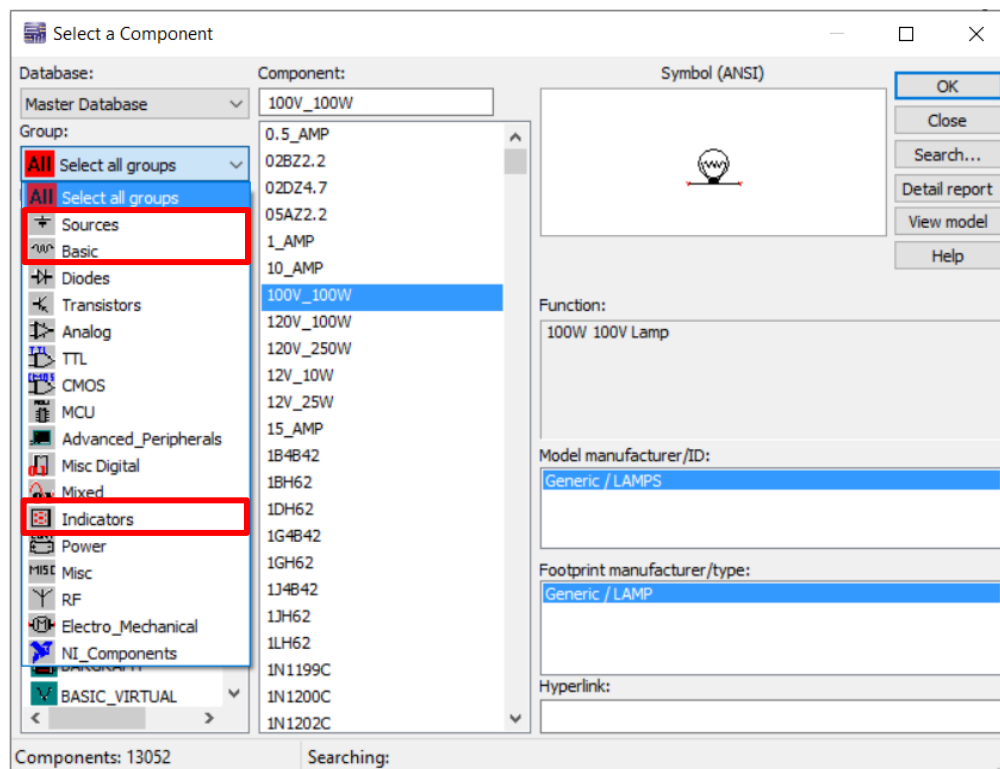 Select a Component
Database:
Master Database
Group:
All Select all groups
All Select all groups
Sources
Basic
Diodes
Transistors
Analog
TTL
CMOS
MCU
Advanced_Peripherals
Misc Digital
Mixed
Indicators
Power
MISC Misc
RF
Electro_Mechanical
NI_Components
BARGRAPH
BASIC_VIRTUAL
Component:
100V_100W
0.5_AMP
02BZ2.2
02DZ4.7
05AZ2.2
1_AMP
10_AMP
100V_100W
120V_100W
120V_250W
12V_10W
12V_25W
15_AMP
1B4B42
1BH62
1DH62
1G4B42
1GH62
1J4B42
1JH62
1LH62
1N1199C
1N1200C
1N1202C
Symbol (ANSI)
Function:
100W 100V Lamp
Model manufacturer/ID:
Generic / LAMPS
Footprint manufacturer/type:
Generic / LAMP
Hyperlink:
OK
Close
Search...
Detail report
View model
Help
Components: 13052
Searching: